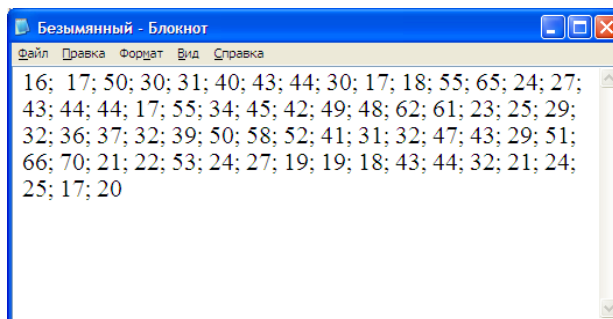 Безымянный - Блокнот
Файл Правка Формат Вид Справка
16; 17; 50; 30; 31; 40; 43; 44; 30; 17; 18; 55; 65; 24; 27;
43; 44; 44; 17; 55; 34; 45; 42; 49; 48; 62; 61; 23; 25; 29;
32; 36; 37; 32; 39; 50; 58; 52; 41; 31; 32; 47; 43; 29; 51;
66; 70; 21; 22; 53; 24; 27; 19; 19; 18; 43; 44; 32; 21; 24;
25; 17; 20